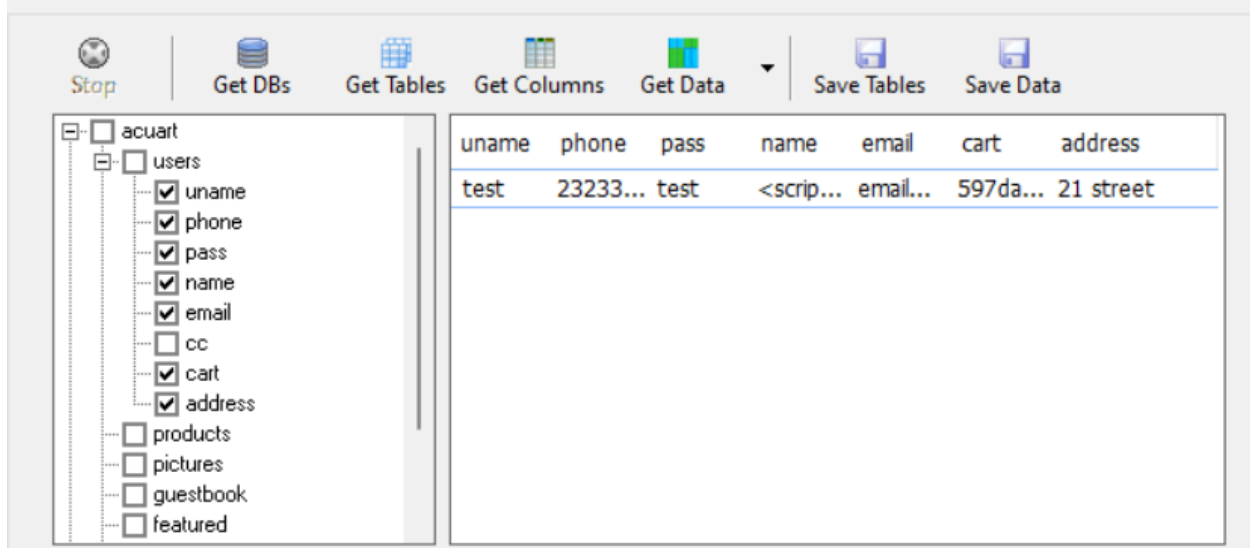 Stop Get DBs Get Tables Get Columns Get Data Save Tables Save Data
acuart
users
uname
phone
pass
name
email
cc
cart
address
products
pictures
guestbook
featured
uname phone pass name email cart address
test 23233... test <scrip... email... 597da... 21 street